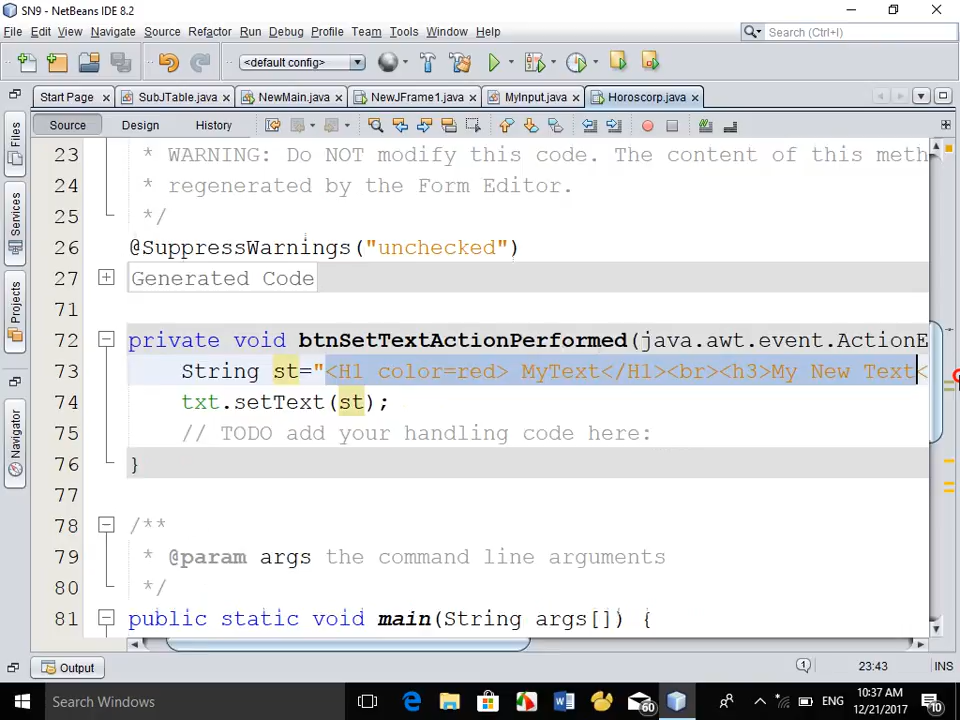 SN9 - NetBeans IDE 8.2
File Edit View Navigate Source Refactor Run Debug Profile Team Tools Window Help
Search (Ctrl+I)
<default config>
Start Page SubJTable.java NewMain.java NewJFrame1.java MyInput.java Horoscorp.java
Source Design History
Files
Services
Projects
Navigator
23 * WARNING: Do NOT modify this code. The content of this meth
24 * regenerated by the Form Editor.
25 */
26 @SuppressWarnings("unchecked")
27 Generated Code
71
72 private void btnSetTextActionPerformed(java.awt.event.ActionE
73 String st="<H1 color=red> MyText</H1><br><h3>My New Text<
74 txt.setText(st);
75 // TODO add your handling code here:
76 }
77
78 /**
79 * @param args the command line arguments
80 */
81 public static void main(String args[]) {
Output
1
23:43
INS
Search Windows
60
ENG
10:37 AM
12/21/2017
10